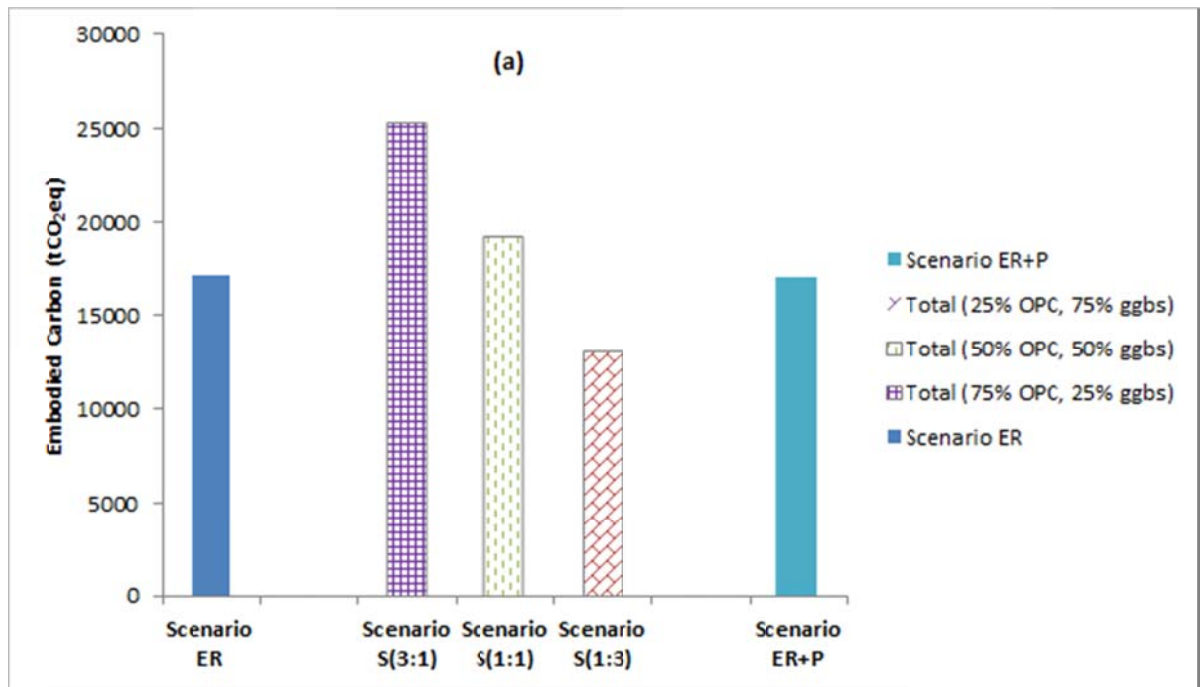 (a)
30000
25000
20000
15000
10000
5000
0
Embodied Carbon (tCO₂eq)
Scenario ER+P
Total (25% OPC, 75% ggbs)
Total (50% OPC, 50% ggbs)
Total (75% OPC, 25% ggbs)
Scenario ER
Scenario
ER
Scenario
S(3:1)
Scenario
S(1:1)
Scenario
S(1:3)
Scenario
ER+P